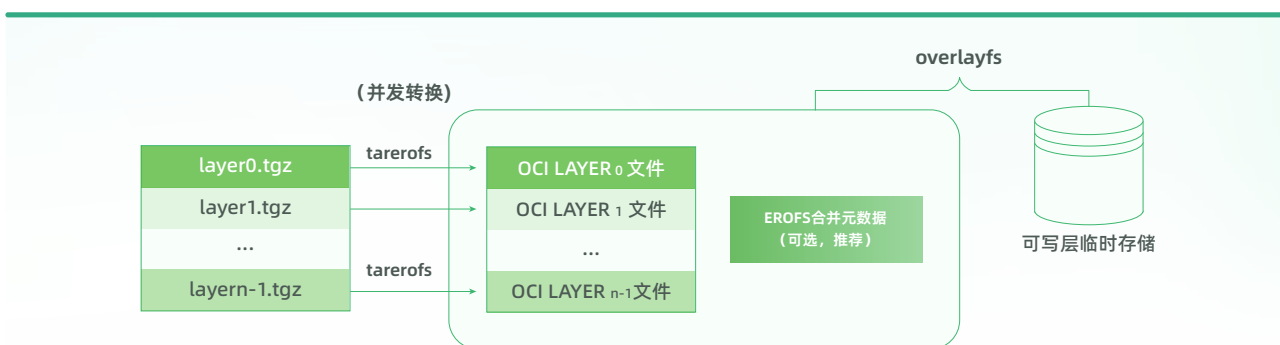 overlayfs
（并发转换）
layer0.tgz
layer1.tgz
...
layern-1.tgz
tarerofs
tarerofs
OCI LAYER 0 文件
OCI LAYER 1 文件
...
OCI LAYER n-1文件
EROFS合并元数据
（可选，推荐）
可写层临时存储